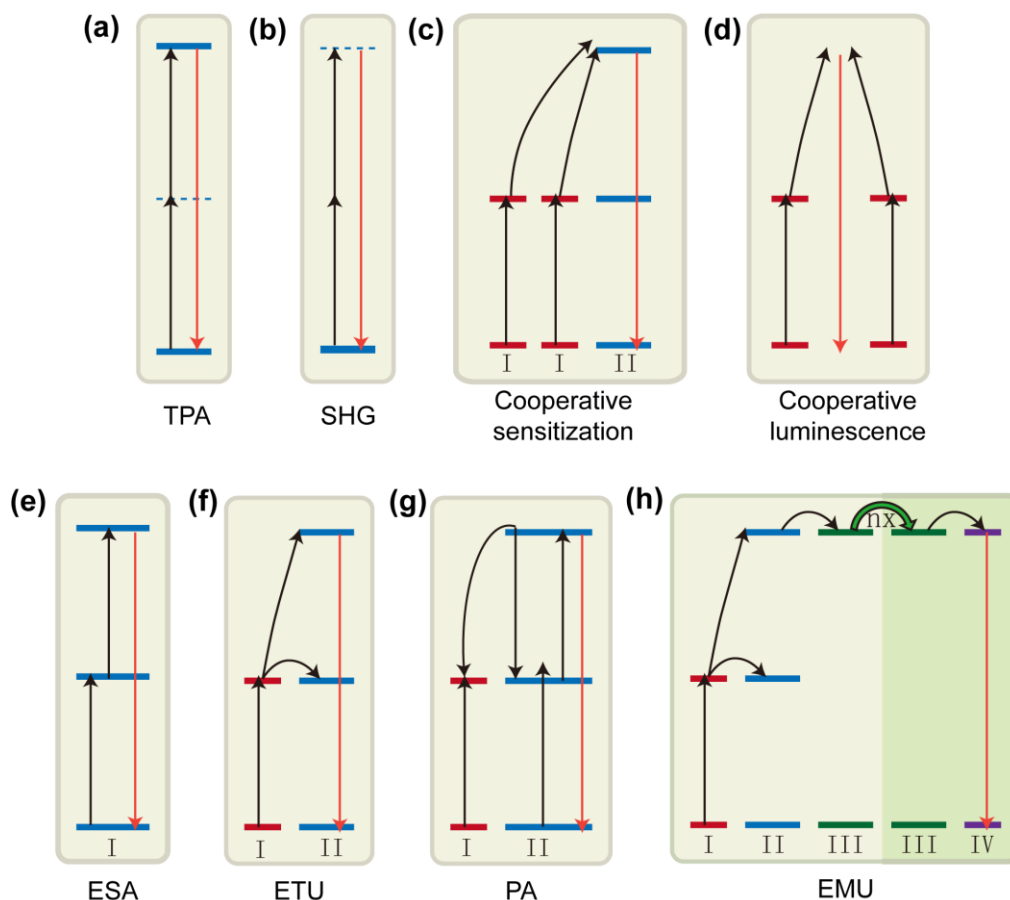 (a)
(b)
(c)
(d)
I I II
TPA
SHG
Cooperative
sensitization
Cooperative
luminescence
(e)
(f)
(g)
(h)
nx
I
I II
I II
I II III III IV
ESA
ETU
PA
EMU